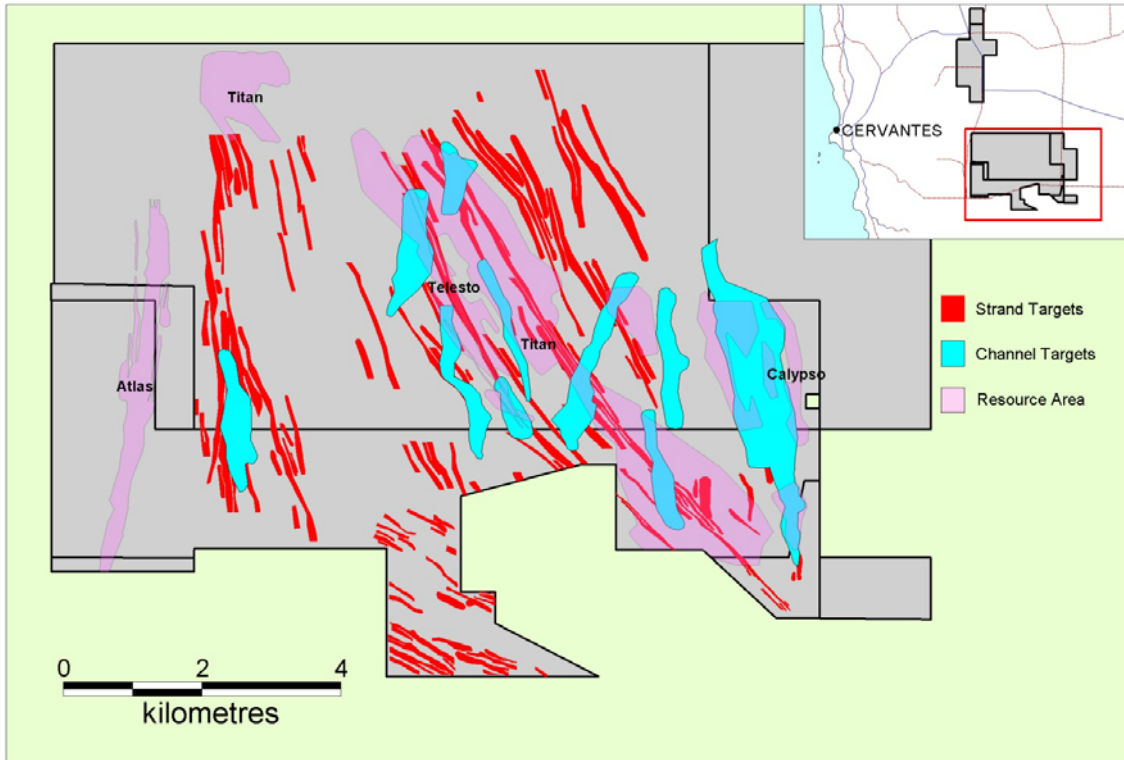 CERVANTES
Titan
Telesto
Titan
Atlas
Calypso
Strand Targets
Channel Targets
Resource Area
0 2 4
kilometres